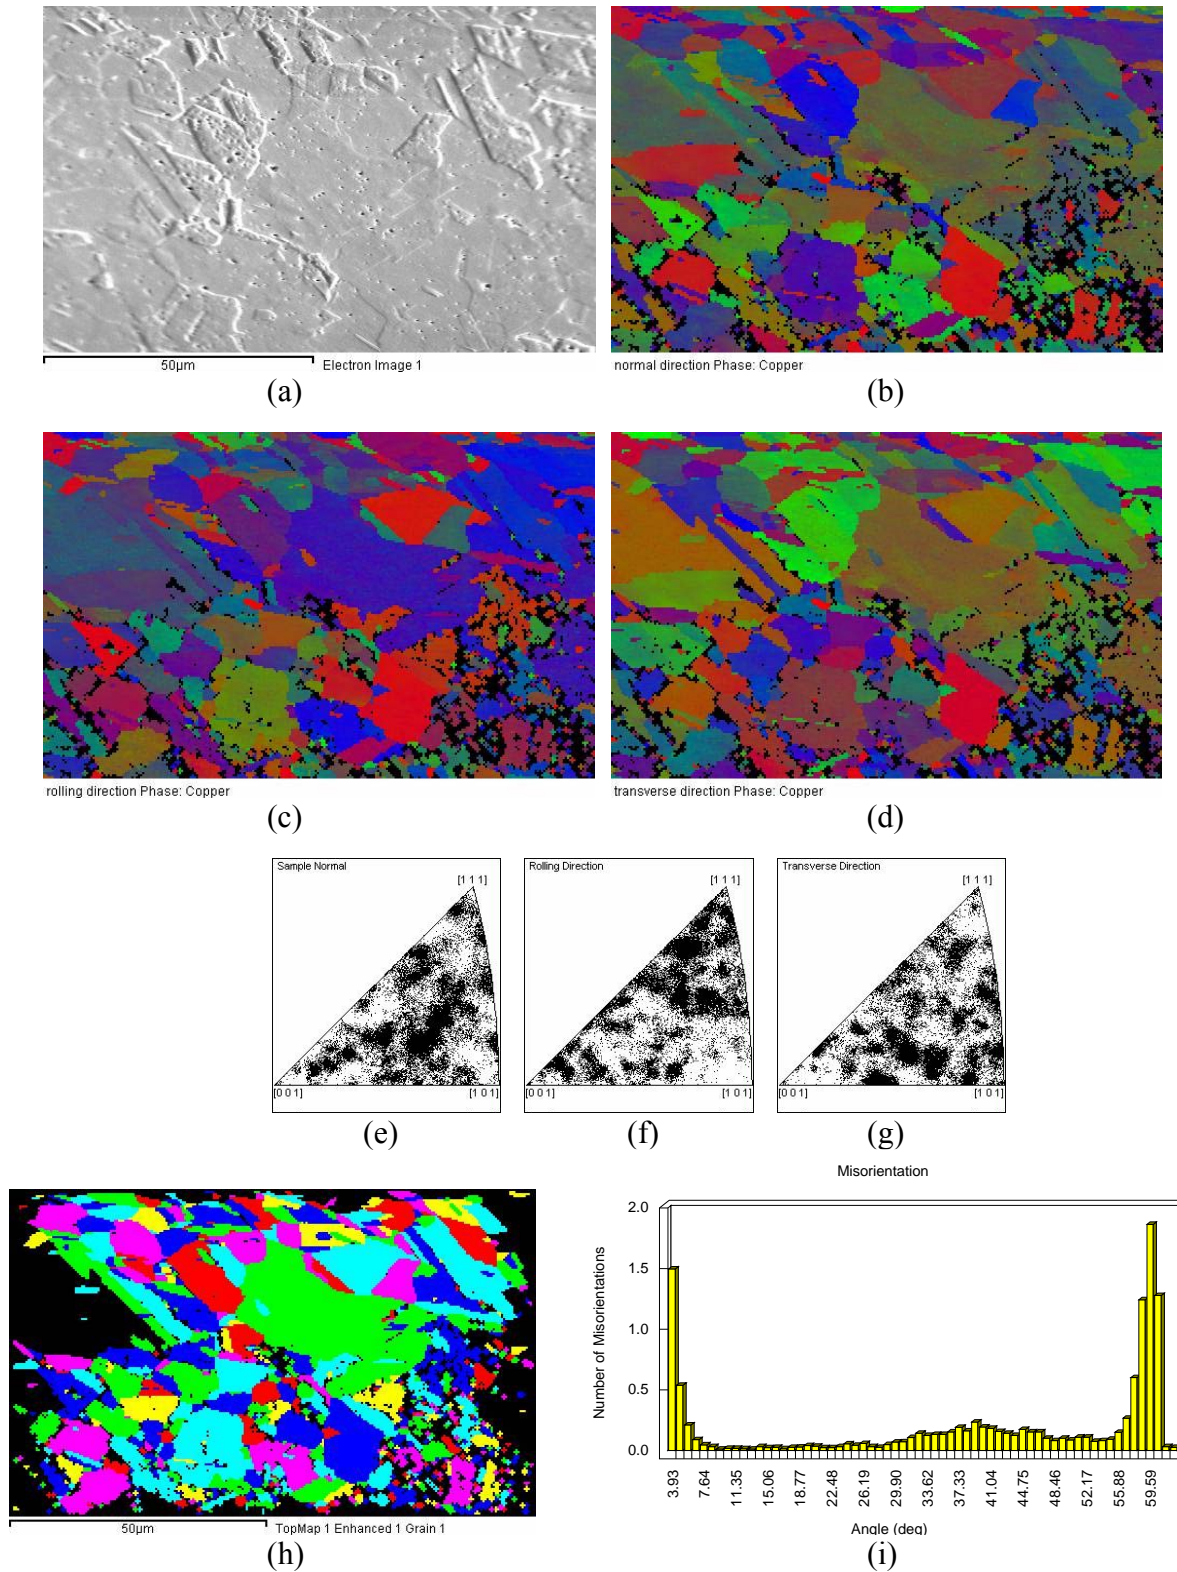 50µm Electron Image 1
normal direction Phase: Copper
(a)
(b)
rolling direction Phase: Copper
transverse direction Phase: Copper
(c)
(d)
Sample Normal
[1 1 1]
[0 0 1]
[1 0 1]
Rolling Direction
[1 1 1]
[0 0 1]
[1 0 1]
Transverse Direction
[1 1 1]
[0 0 1]
[1 0 1]
(e)
(f)
(g)
50µm TopMap 1 Enhanced 1 Grain 1
(h)
Misorientation
Number of Misorientations
2.0
1.5
1.0
0.5
0.0
3.93
7.64
11.35
15.06
18.77
22.48
26.19
29.90
33.62
37.33
41.04
44.75
48.46
52.17
55.88
59.59
Angle (deg)
(i)